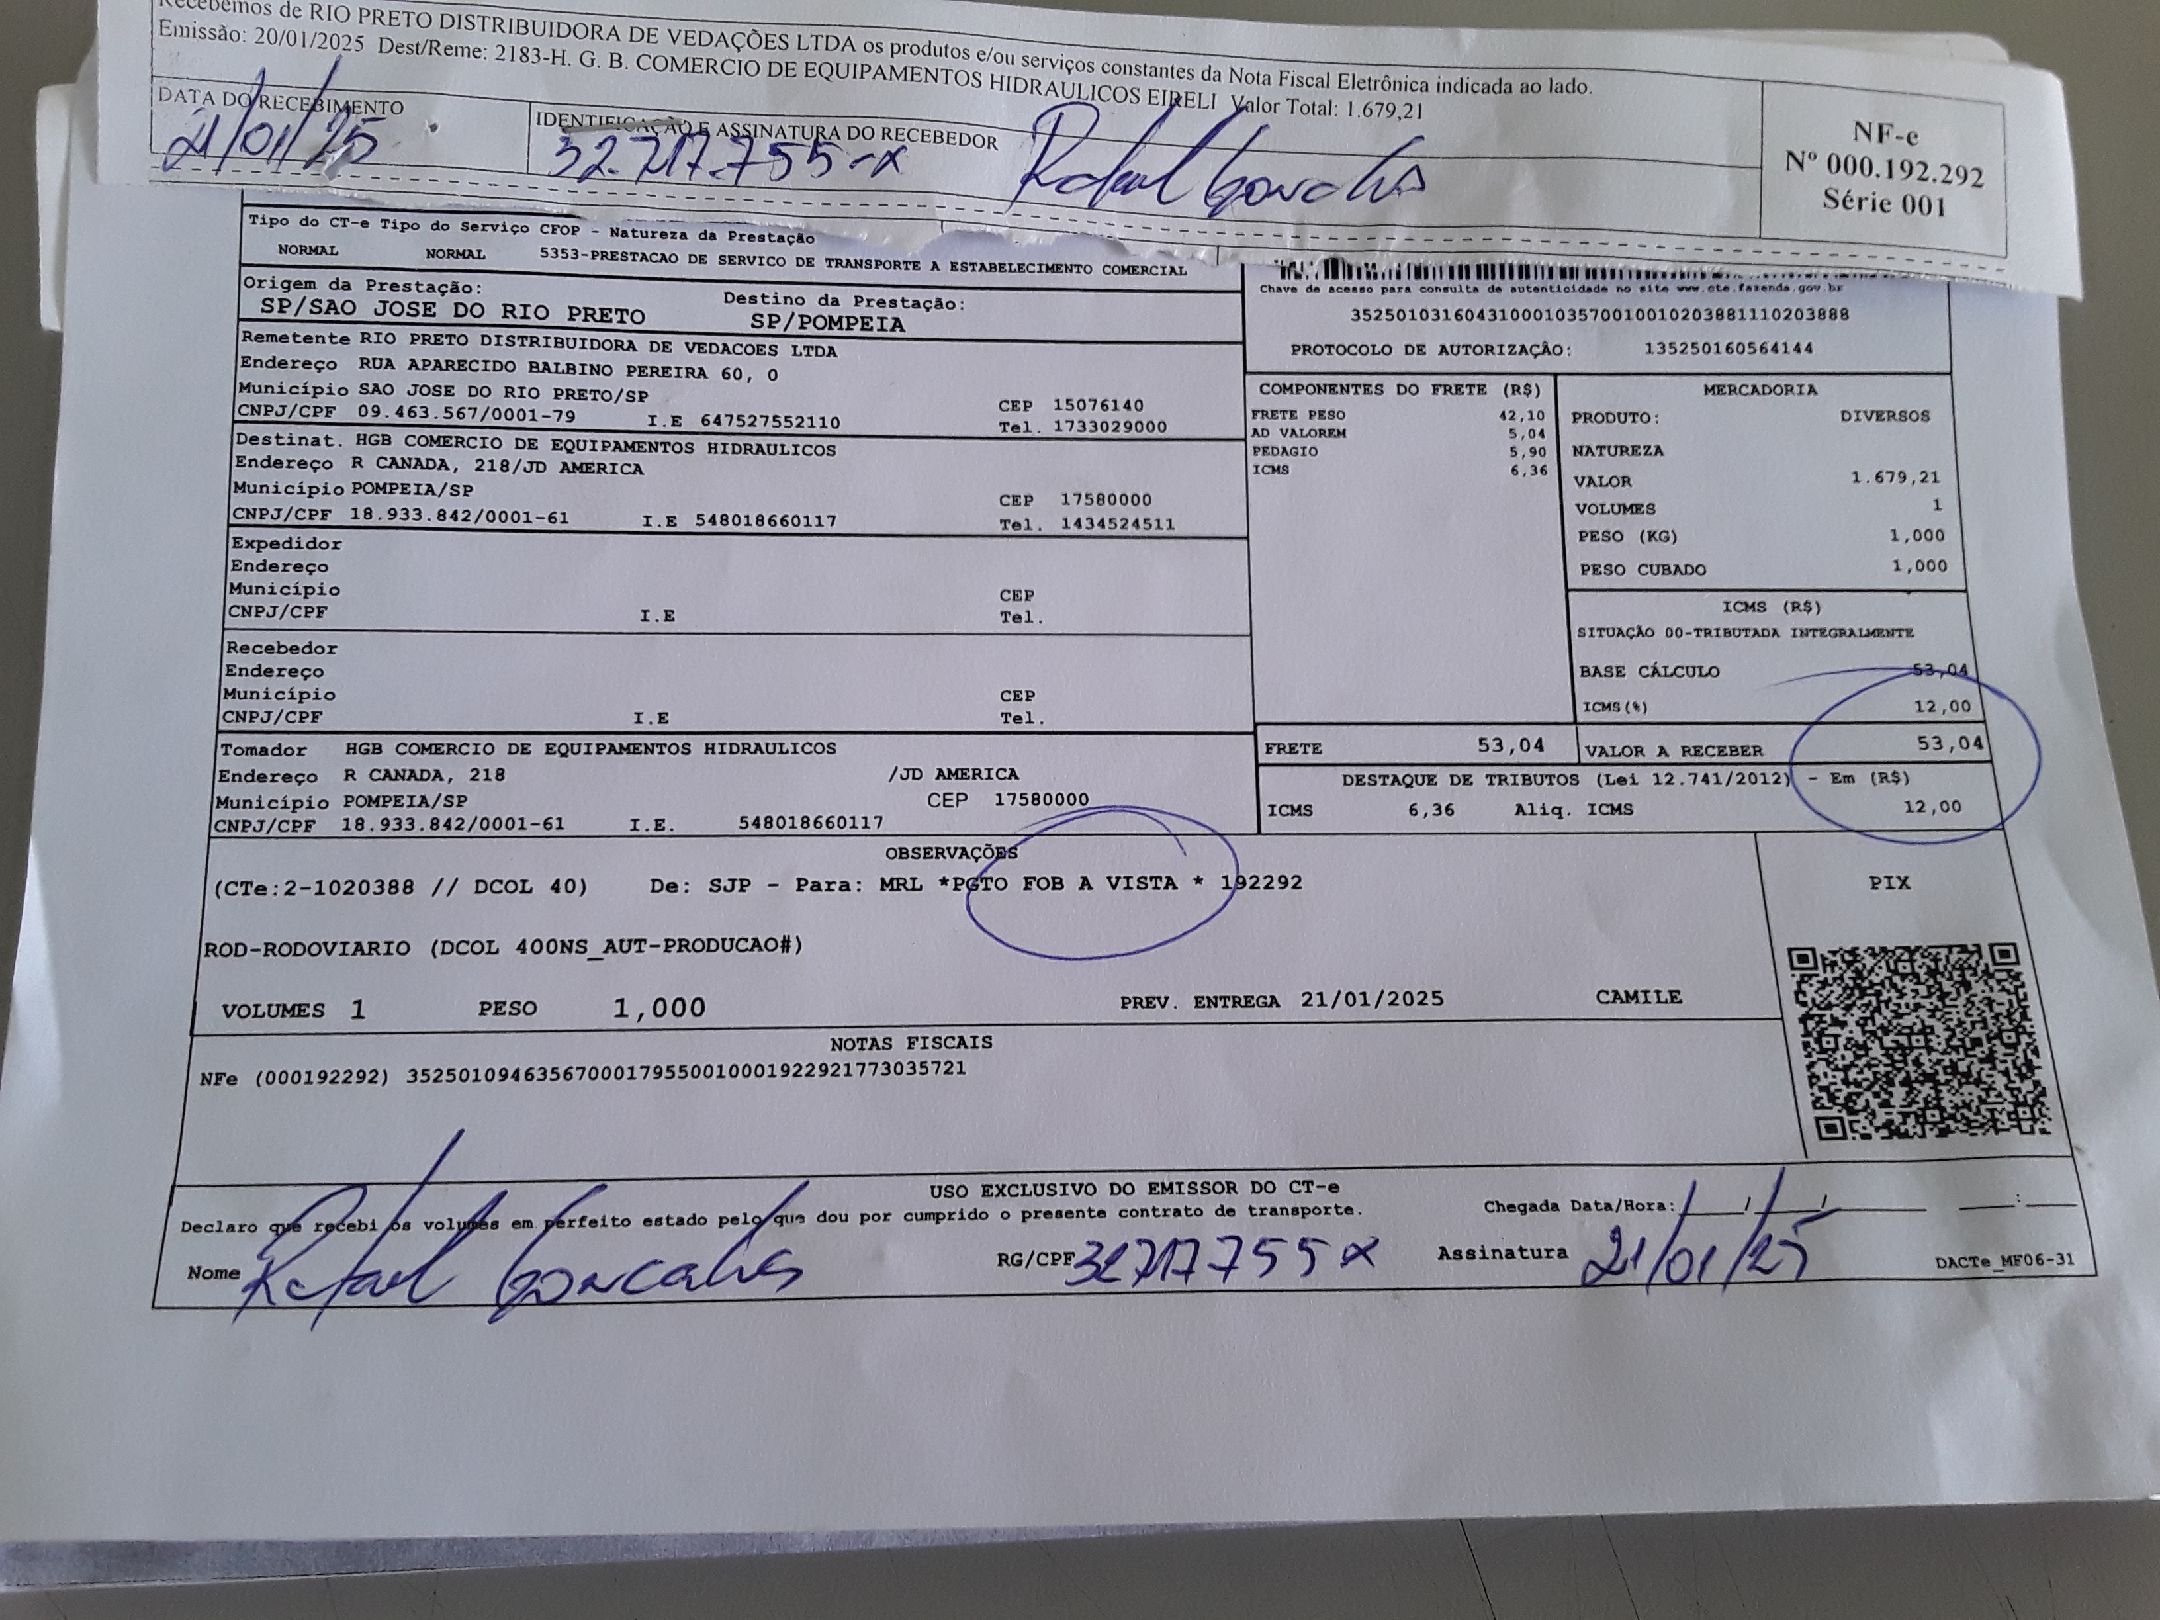 Recebemos de RIO PRETO DISTRIBUIDORA DE VEDAÇÕES LTDA os produtos e/ou serviços constantes da Nota Fiscal Eletrônica indicada ao lado.
Emissão: 20/01/2025 Dest/Reme: 2183-H. G. B. COMERCIO DE EQUIPAMENTOS HIDRAULICOS EIRELI Valor Total: 1.679,21
DATA DO RECEBIMENTO
21/01/25
IDENTIFICAÇÃO E ASSINATURA DO RECEBEDOR
32.717.755-x Rafael Goncalves
NF-e
Nº 000.192.292
Série 001
Tipo do CT-e Tipo do Serviço CFOP - Natureza da Prestação
NORMAL NORMAL 5353-PRESTACAO DE SERVICO DE TRANSPORTE A ESTABELECIMENTO COMERCIAL
Origem da Prestação: Destino da Prestação:
SP/SAO JOSE DO RIO PRETO SP/POMPEIA
Remetente RIO PRETO DISTRIBUIDORA DE VEDACOES LTDA
Endereço RUA APARECIDO BALBINO PEREIRA 60, 0
Município SAO JOSE DO RIO PRETO/SP CEP 15076140
CNPJ/CPF 09.463.567/0001-79 I.E 647527552110 Tel. 1733029000
Destinat. HGB COMERCIO DE EQUIPAMENTOS HIDRAULICOS
Endereço R CANADA, 218/JD AMERICA
Município POMPEIA/SP CEP 17580000
CNPJ/CPF 18.933.842/0001-61 I.E 548018660117 Tel. 1434524511
Expedidor
Endereço
Município CEP
CNPJ/CPF I.E Tel.
Recebedor
Endereço
Município CEP
CNPJ/CPF I.E Tel.
Tomador HGB COMERCIO DE EQUIPAMENTOS HIDRAULICOS
Endereço R CANADA, 218 /JD AMERICA
Município POMPEIA/SP CEP 17580000
CNPJ/CPF 18.933.842/0001-61 I.E. 548018660117
Chave de acesso para consulta de autenticidade no site www.cte.fazenda.gov.br
35250103160431000103570010010203881110203888
PROTOCOLO DE AUTORIZAÇÃO: 135250160564144
COMPONENTES DO FRETE (R$)
FRETE PESO 42,10
AD VALOREM 5,04
PEDAGIO 5,90
ICMS 6,36
MERCADORIA
PRODUTO: DIVERSOS
NATUREZA
VALOR 1.679,21
VOLUMES 1
PESO (KG) 1,000
PESO CUBADO 1,000
ICMS (R$)
SITUAÇÃO 00-TRIBUTADA INTEGRALMENTE
BASE CÁLCULO 53,04
ICMS(%) 12,00
FRETE 53,04 VALOR A RECEBER 53,04
DESTAQUE DE TRIBUTOS (Lei 12.741/2012) - Em (R$)
ICMS 6,36 Aliq. ICMS 12,00
OBSERVAÇÕES
(CTe:2-1020388 // DCOL 40) De: SJP - Para: MRL *PGTO FOB A VISTA * 192292
ROD-RODOVIARIO (DCOL 400NS_AUT-PRODUCAO#)
VOLUMES 1 PESO 1,000 PREV. ENTREGA 21/01/2025 CAMILE
PIX
NOTAS FISCAIS
NFe (000192292) 35250109463567000179550010001922921773035721
USO EXCLUSIVO DO EMISSOR DO CT-e
Declaro que recebi os volumes em perfeito estado pelo que dou por cumprido o presente contrato de transporte. Chegada Data/Hora: / / :
Nome Rafael Goncalves RG/CPF 32717755x Assinatura 21/01/25 DACTe_MF06-31